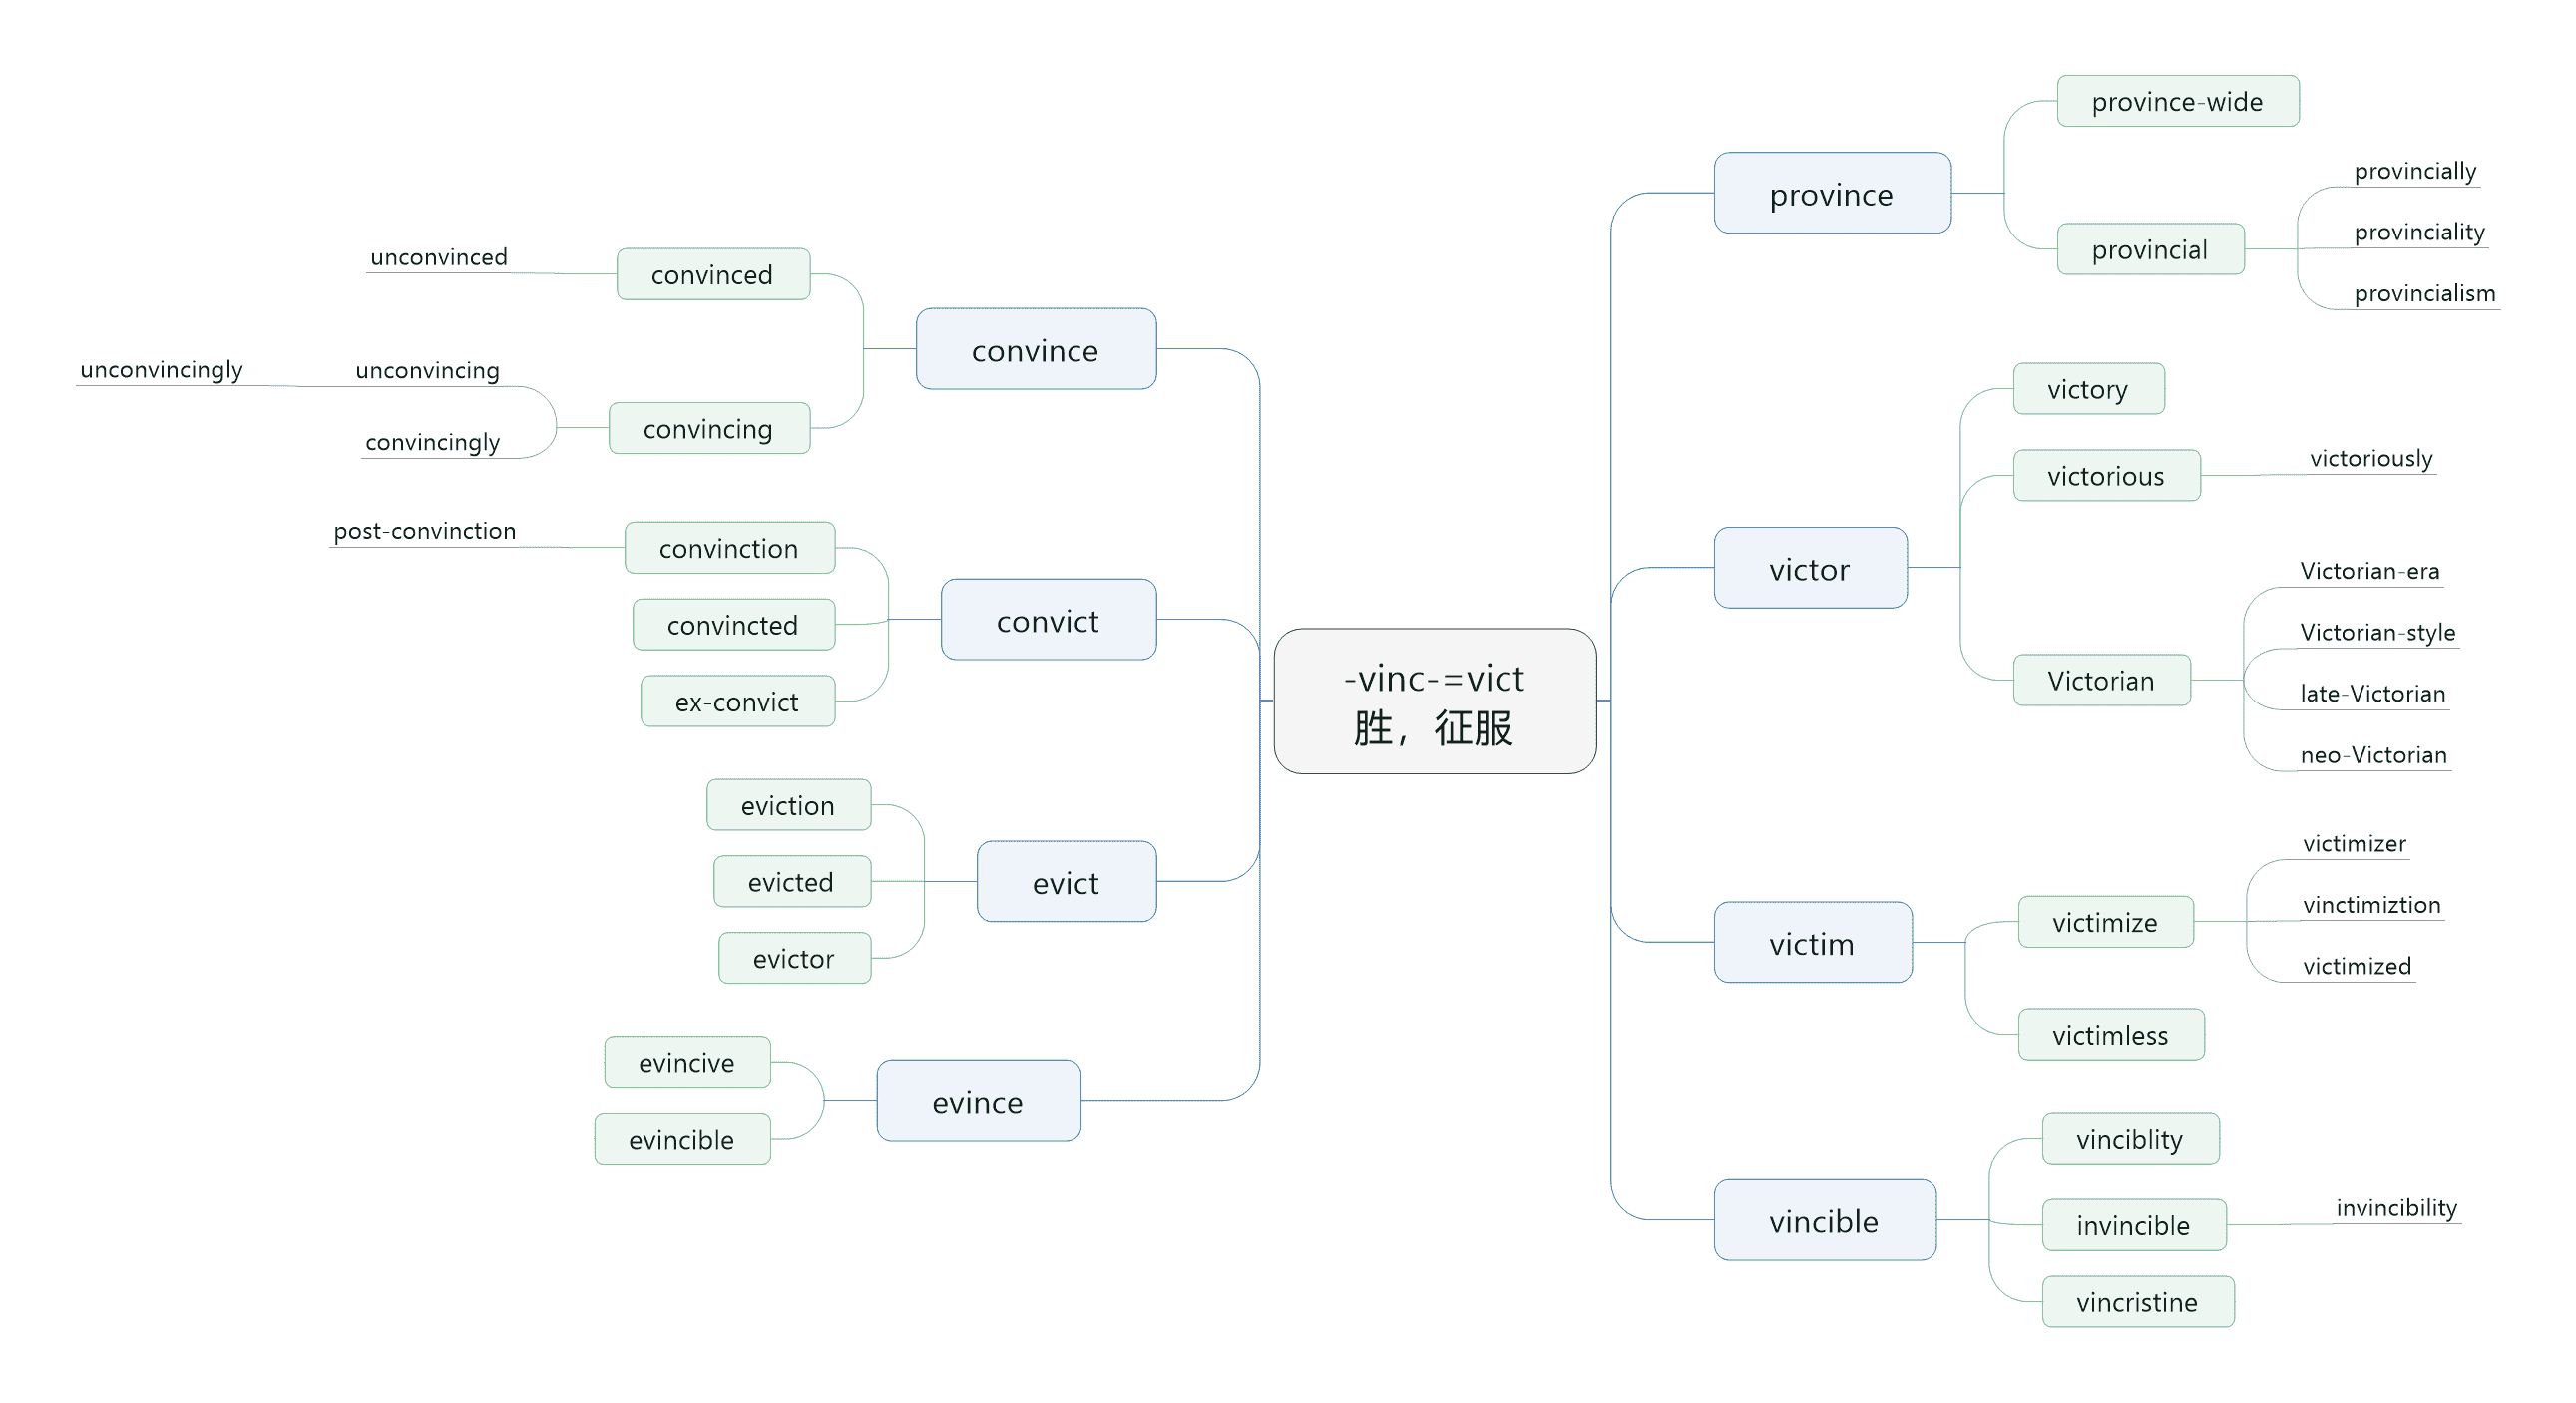 -vinc-=vict
胜，征服
province
province-wide
provincial
provincially
provinciality
provincialism
victor
victory
victorious
victoriously
Victorian
Victorian-era
Victorian-style
late-Victorian
neo-Victorian
victim
victimize
victimizer
vinctimiztion
victimized
victimless
vincible
vinciblity
invincible
invincibility
vincristine
convince
convinced
unconvinced
convincing
unconvincing
unconvincingly
convincingly
convict
convinction
post-convinction
convincted
ex-convict
evict
eviction
evicted
evictor
evince
evincive
evincible